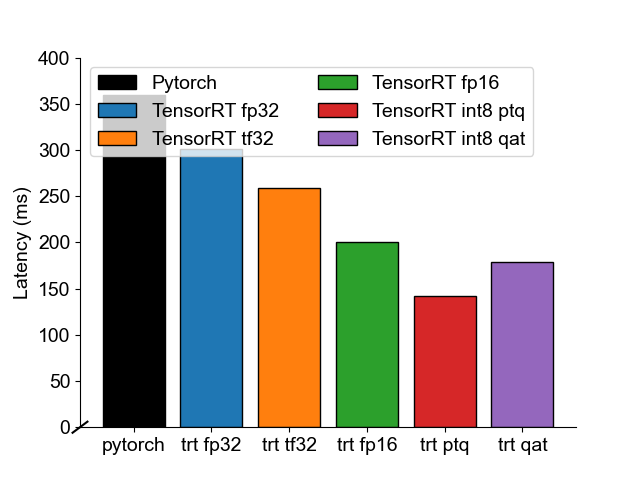 400
350
300
250
200
150
100
50
0
Latency (ms)
Pytorch
TensorRT fp32
TensorRT tf32
TensorRT fp16
TensorRT int8 ptq
TensorRT int8 qat
pytorch trt fp32 trt tf32 trt fp16 trt ptq trt qat